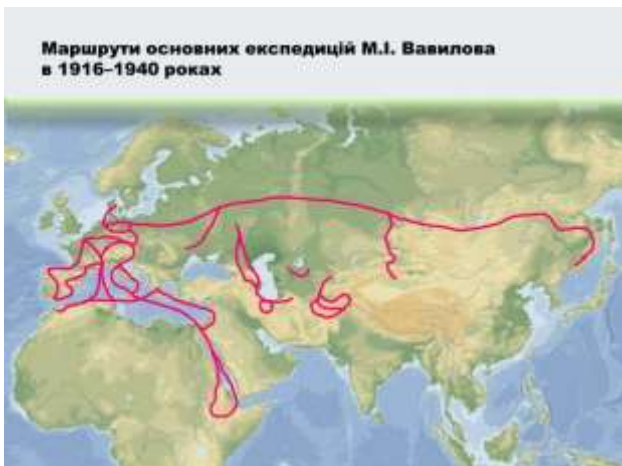 Маршрути основних експедицій М.І. Вавилова
в 1916–1940 роках